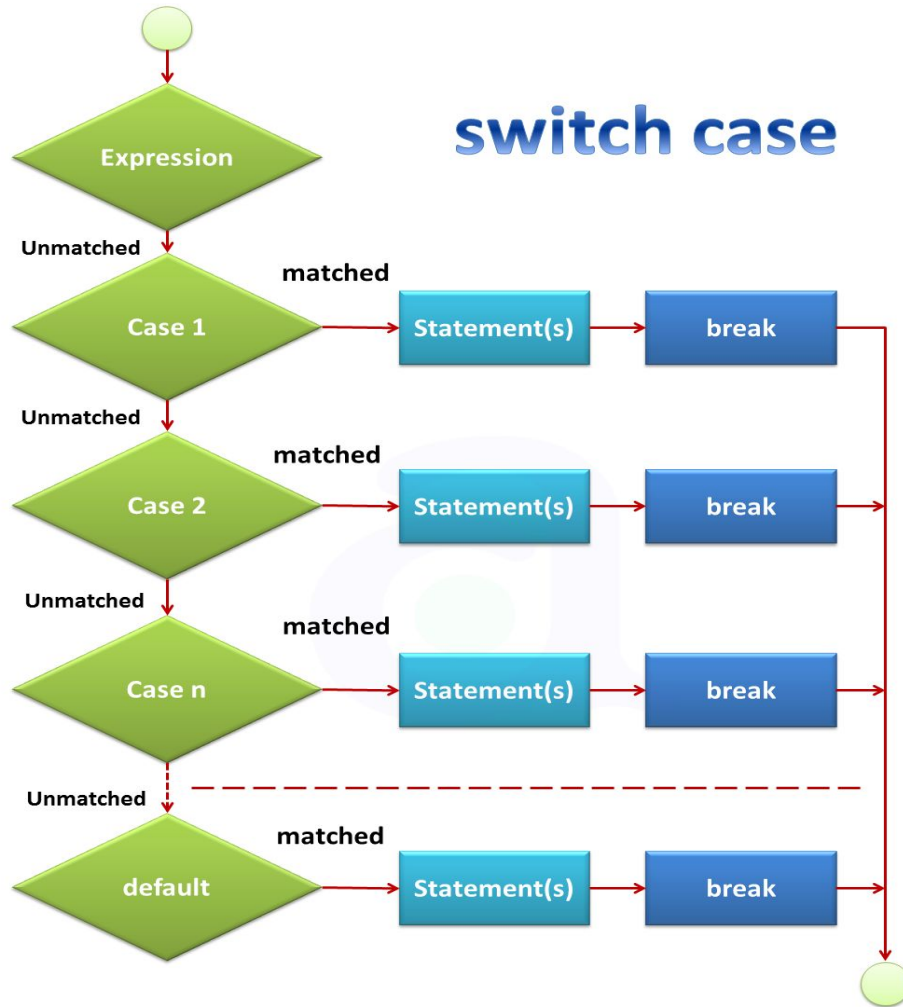 switch case
Expression
Unmatched
matched
Case 1
Statement(s)
break
Unmatched
matched
Case 2
Statement(s)
break
Unmatched
matched
Case n
Statement(s)
break
Unmatched
matched
default
Statement(s)
break